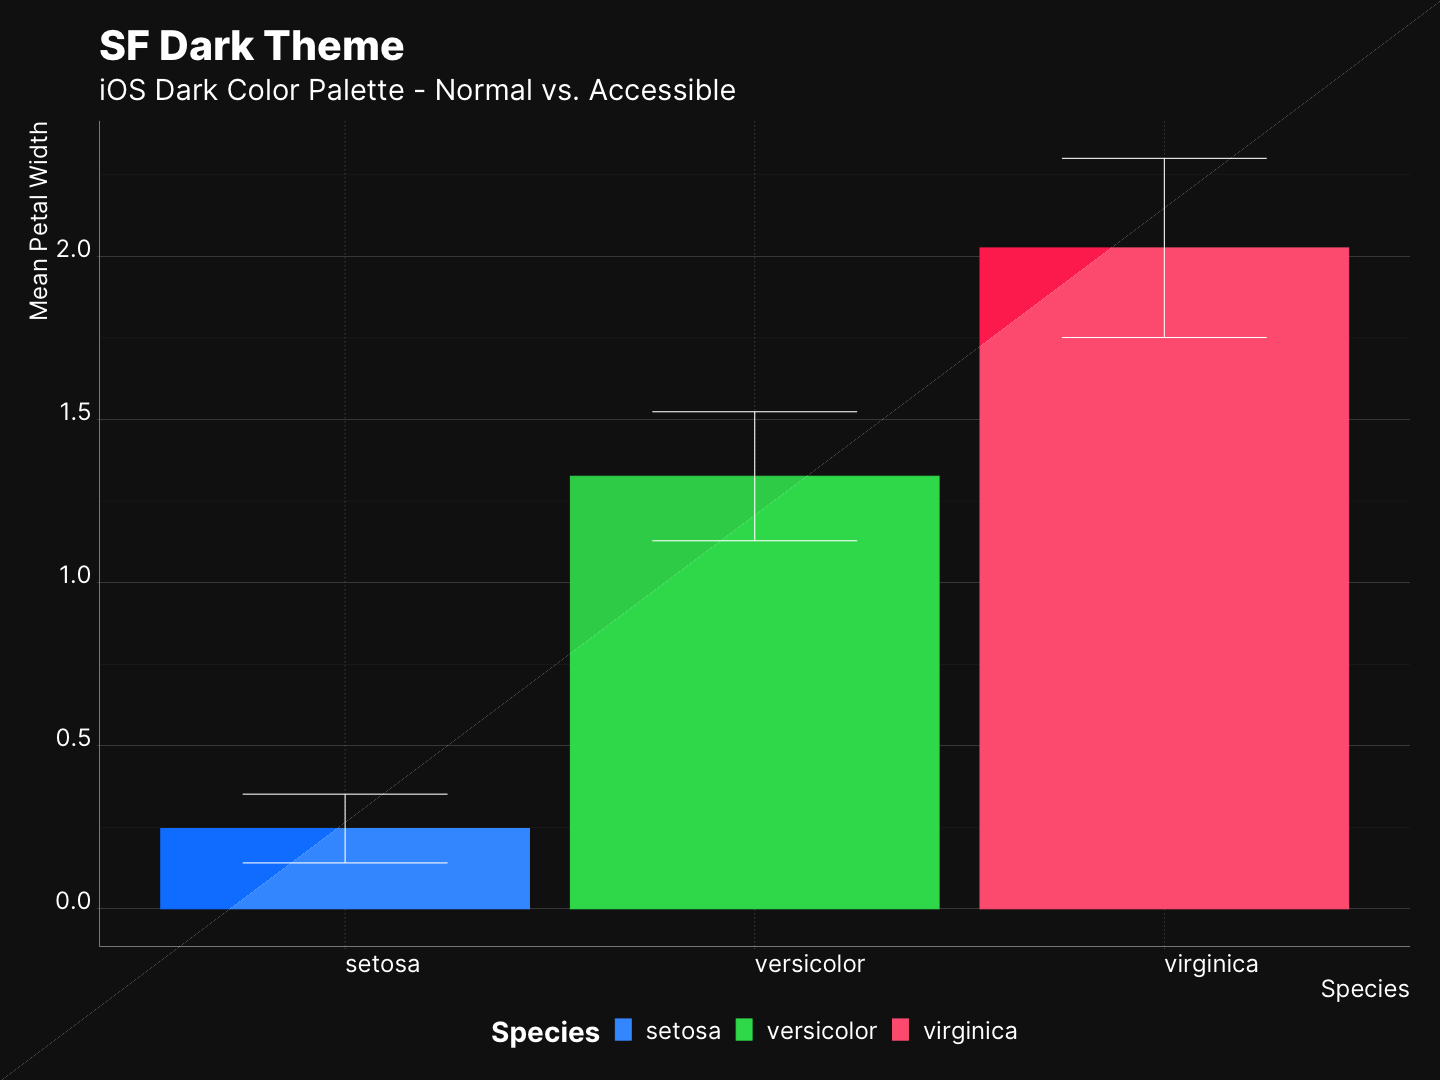 SF Dark Theme
iOS Dark Color Palette - Normal vs. Accessible
Mean Petal Width
2.0
1.5
1.0
0.5
0.0
setosa versicolor virginica
Species
Species setosa versicolor virginica